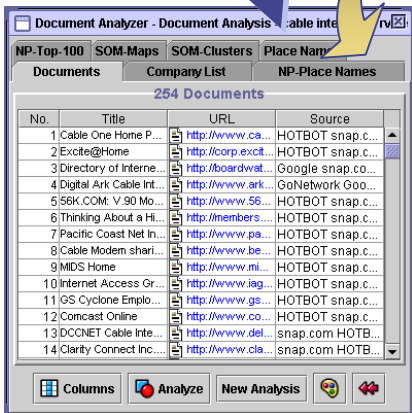 Document Analyzer - Document Analysis - cable inte
NP-Top-100 SOM-Maps SOM-Clusters Place Name
Documents Company List NP-Place Names
254 Documents
No. Title URL Source
1 Cable One Home P... http://www.ca... HOTBOT snap.c...
2 Excite@Home http://corp.excit... HOTBOT snap.c...
3 Directory of Interne... http://boardwat... Google snap.co...
4 Digital Ark Cable Int... http://www.ark... GoNetwork Goo...
5 56K.COM: V.90 Mo... http://www.56... HOTBOT snap.c...
6 Thinking About a Hi... http://members.... HOTBOT snap.c...
7 Pacific Coast Net In... http://www.pa... HOTBOT snap.c...
8 Cable Modem shari... http://www.be... HOTBOT snap.c...
9 MIDS Home http://www.mi... HOTBOT snap.c...
10 Internet Access Gr... http://www.iag... HOTBOT snap.c...
11 GS Cyclone Emplo... http://www.gs... HOTBOT snap.c...
12 Comcast Online http://www.co... HOTBOT snap.c...
13 DCCNET Cable Inte... http://www.del... snap.com HOTB...
14 Clarity Connect Inc.... http://www.cla... snap.com HOTB...
Columns Analyze New Analysis